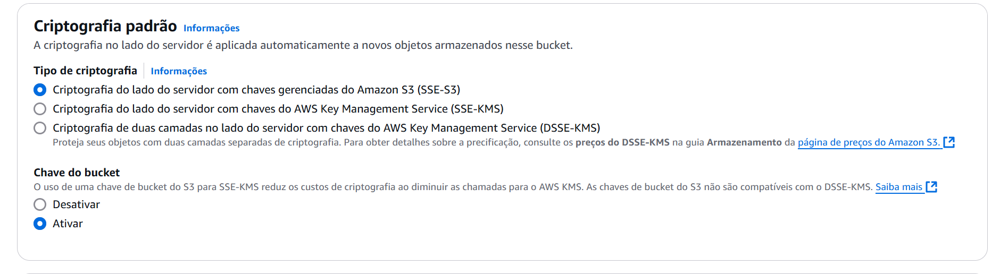 Criptografia padrão Informações
A criptografia no lado do servidor é aplicada automaticamente a novos objetos armazenados nesse bucket.
Tipo de criptografia Informações
Criptografia do lado do servidor com chaves gerenciadas do Amazon S3 (SSE-S3)
Criptografia do lado do servidor com chaves do AWS Key Management Service (SSE-KMS)
Criptografia de duas camadas no lado do servidor com chaves do AWS Key Management Service (DSSE-KMS)
Proteja seus objetos com duas camadas separadas de criptografia. Para obter detalhes sobre a precificação, consulte os preços do DSSE-KMS na guia Armazenamento da página de preços do Amazon S3.
Chave do bucket
O uso de uma chave de bucket do S3 para SSE-KMS reduz os custos de criptografia ao diminuir as chamadas para o AWS KMS. As chaves de bucket do S3 não são compatíveis com o DSSE-KMS. Saiba mais
Desativar
Ativar